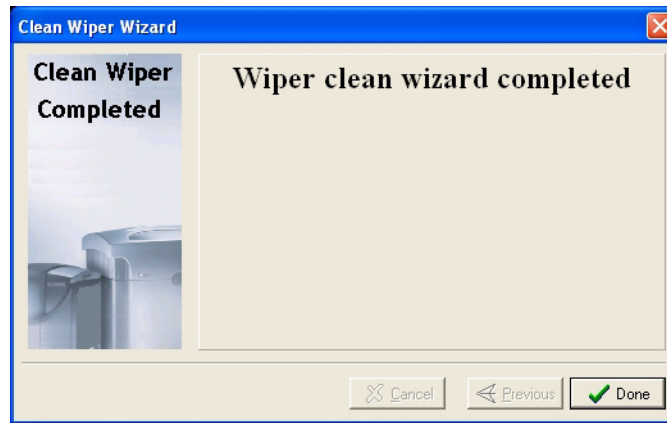 Clean Wiper Wizard
Clean Wiper
Completed
Wiper clean wizard completed
Cancel
Previous
Done